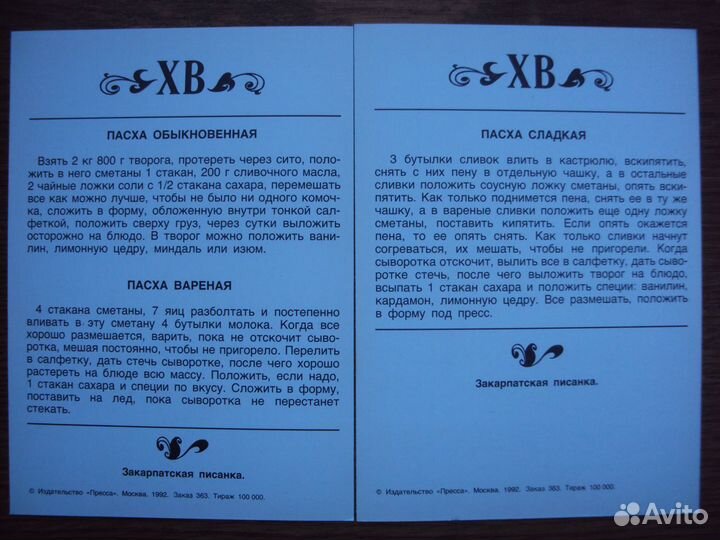 ХВ
ПАСХА ОБЫКНОВЕННАЯ
Взять 2 кг 800 г творога, протереть через сито, поло-
жить в него сметаны 1 стакан, 200 г сливочного масла,
2 чайные ложки соли с 1/2 стакана сахара, перемешать
все как можно лучше, чтобы не было ни одного комоч-
ка, сложить в форму, обложенную внутри тонкой сал-
феткой, положить сверху груз, через сутки выложить
осторожно на блюдо. В творог можно положить вани-
лин, лимонную цедру, миндаль или изюм.
ПАСХА ВАРЕНАЯ
4 стакана сметаны, 7 яиц разболтать и постепенно
вливать в эту сметану 4 бутылки молока. Когда все
хорошо размешается, варить, пока не отскочит сыво-
ротка, мешая постоянно, чтобы не пригорело. Перелить
в салфетку, дать стечь сыворотке, после чего хорошо
растереть на блюде всю массу. Положить, если надо,
1 стакан сахара и специи по вкусу. Сложить в форму,
поставить на лед, пока сыворотка не перестанет
стекать.
Закарпатская писанка.
© Издательство «Пресса». Москва. 1992. Заказ 363. Тираж 100 000.
ХВ
ПАСХА СЛАДКАЯ
3 бутылки сливок влить в кастрюлю, вскипятить,
снять с них пену в отдельную чашку, а в остальные
сливки положить соусную ложку сметаны, опять вски-
пятить. Как только поднимется пена, снять ее в ту же
чашку, а в вареные сливки положить еще одну ложку
сметаны, поставить кипятить. Если опять окажется
пена, то ее опять снять. Как только сливки начнут
согреваться, их мешать, чтобы не пригорели. Когда
сыворотка отскочит, вылить все в салфетку, дать сыво-
ротке стечь, после чего выложить творог на блюдо,
всыпать 1 стакан сахара и положить специи: ванилин,
кардамон, лимонную цедру. Все размешать, положить
в форму под пресс.
Закарпатская писанка.
© Издательство «Пресса». Москва. 1992. Заказ 363. Тираж 100 000.
Avito